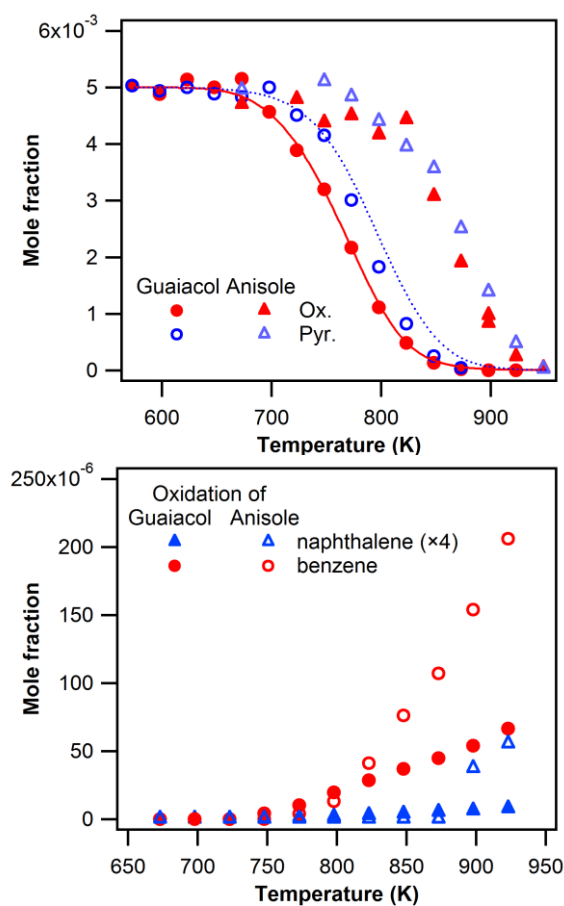 6x10⁻³
5
4
3
2
1
0
Mole fraction
Guaiacol Anisole
Ox.
Pyr.
600 700 800 900
Temperature (K)
250x10⁻⁶
200
150
100
50
0
Mole fraction
Oxidation of
Guaiacol Anisole
naphthalene (×4)
benzene
650 700 750 800 850 900 950
Temperature (K)